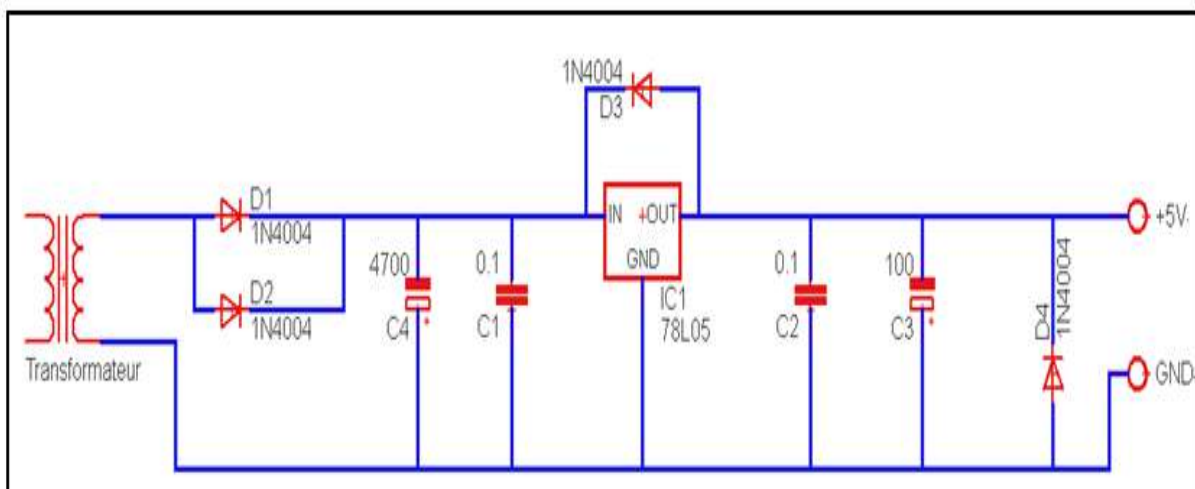 1N4004
D3
D1
1N4004
D2
1N4004
Transformateur
4700
C4
0.1
C1
IN
+OUT
GND
IC1
78L05
0.1
C2
100
C3
D4
1N4004
+5V
GND